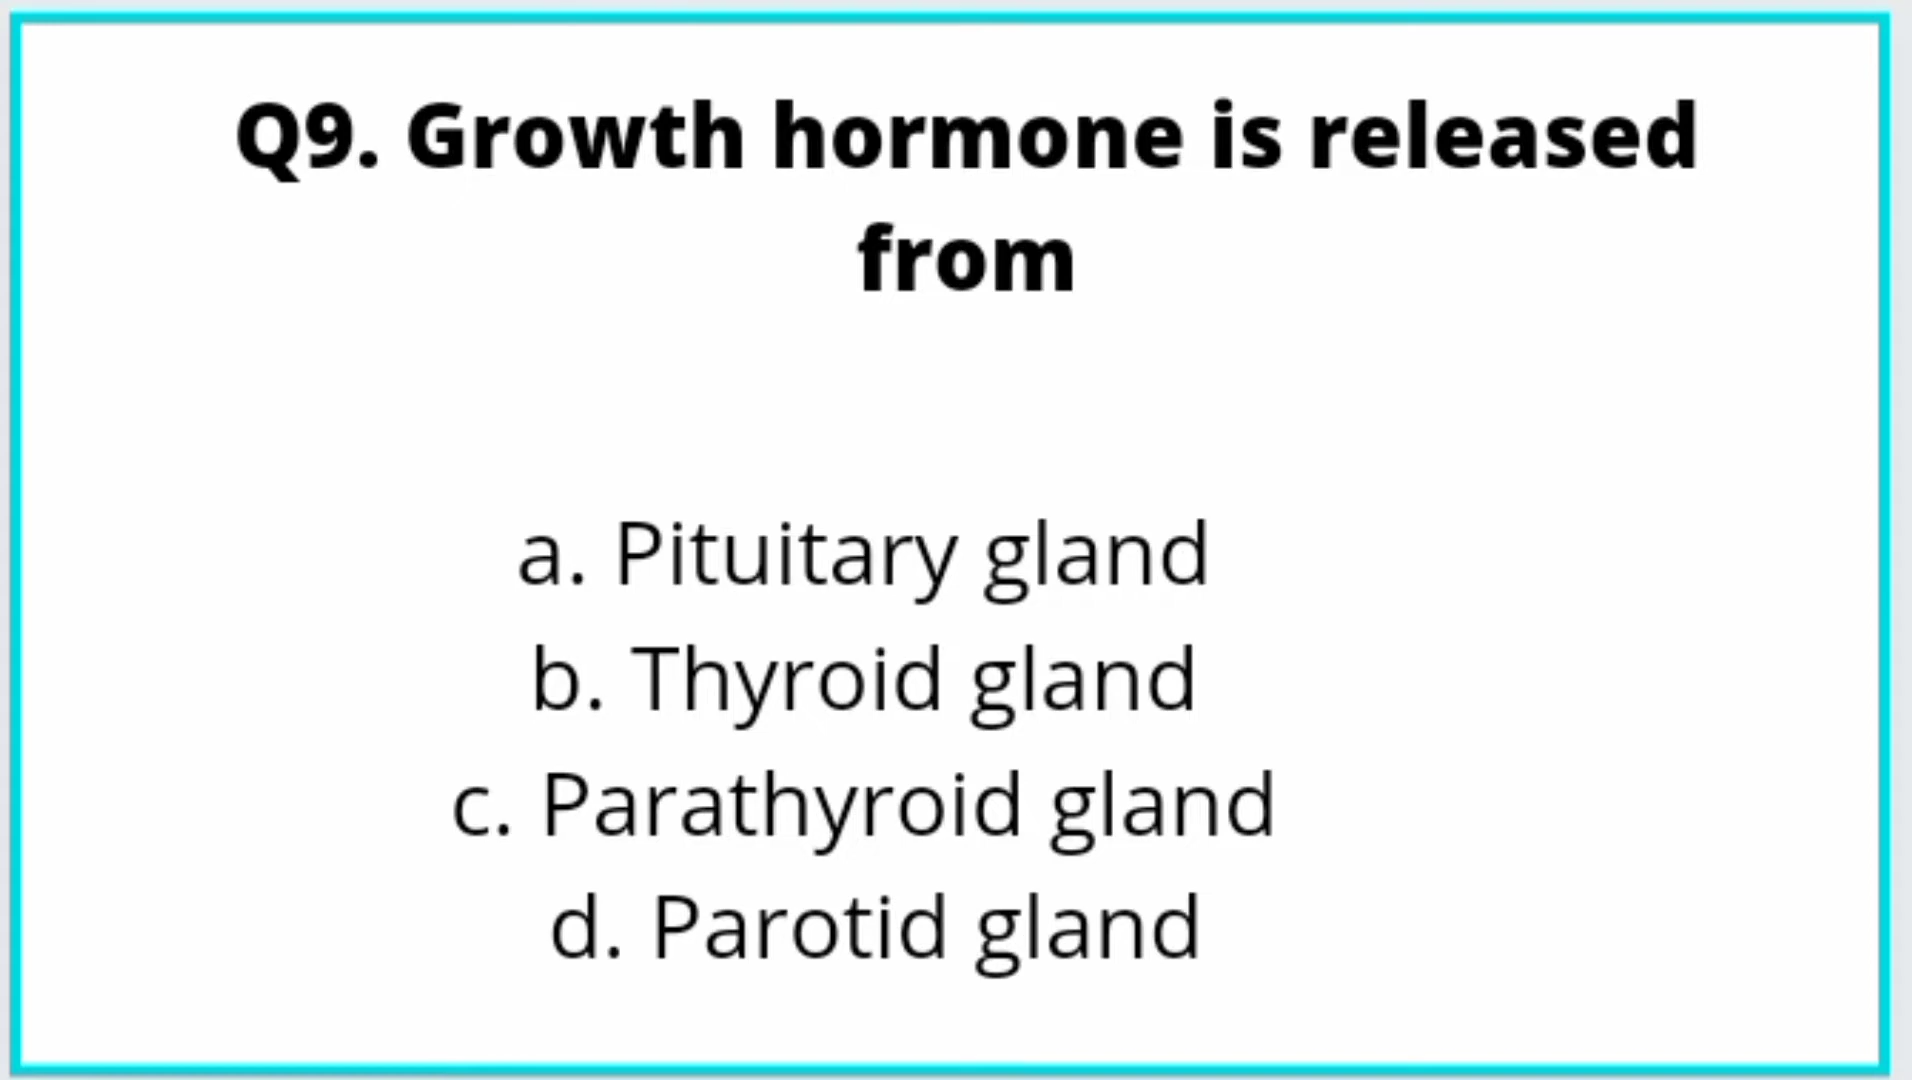 Q9. Growth hormone is released
from
a. Pituitary gland
b. Thyroid gland
c. Parathyroid gland
d. Parotid gland